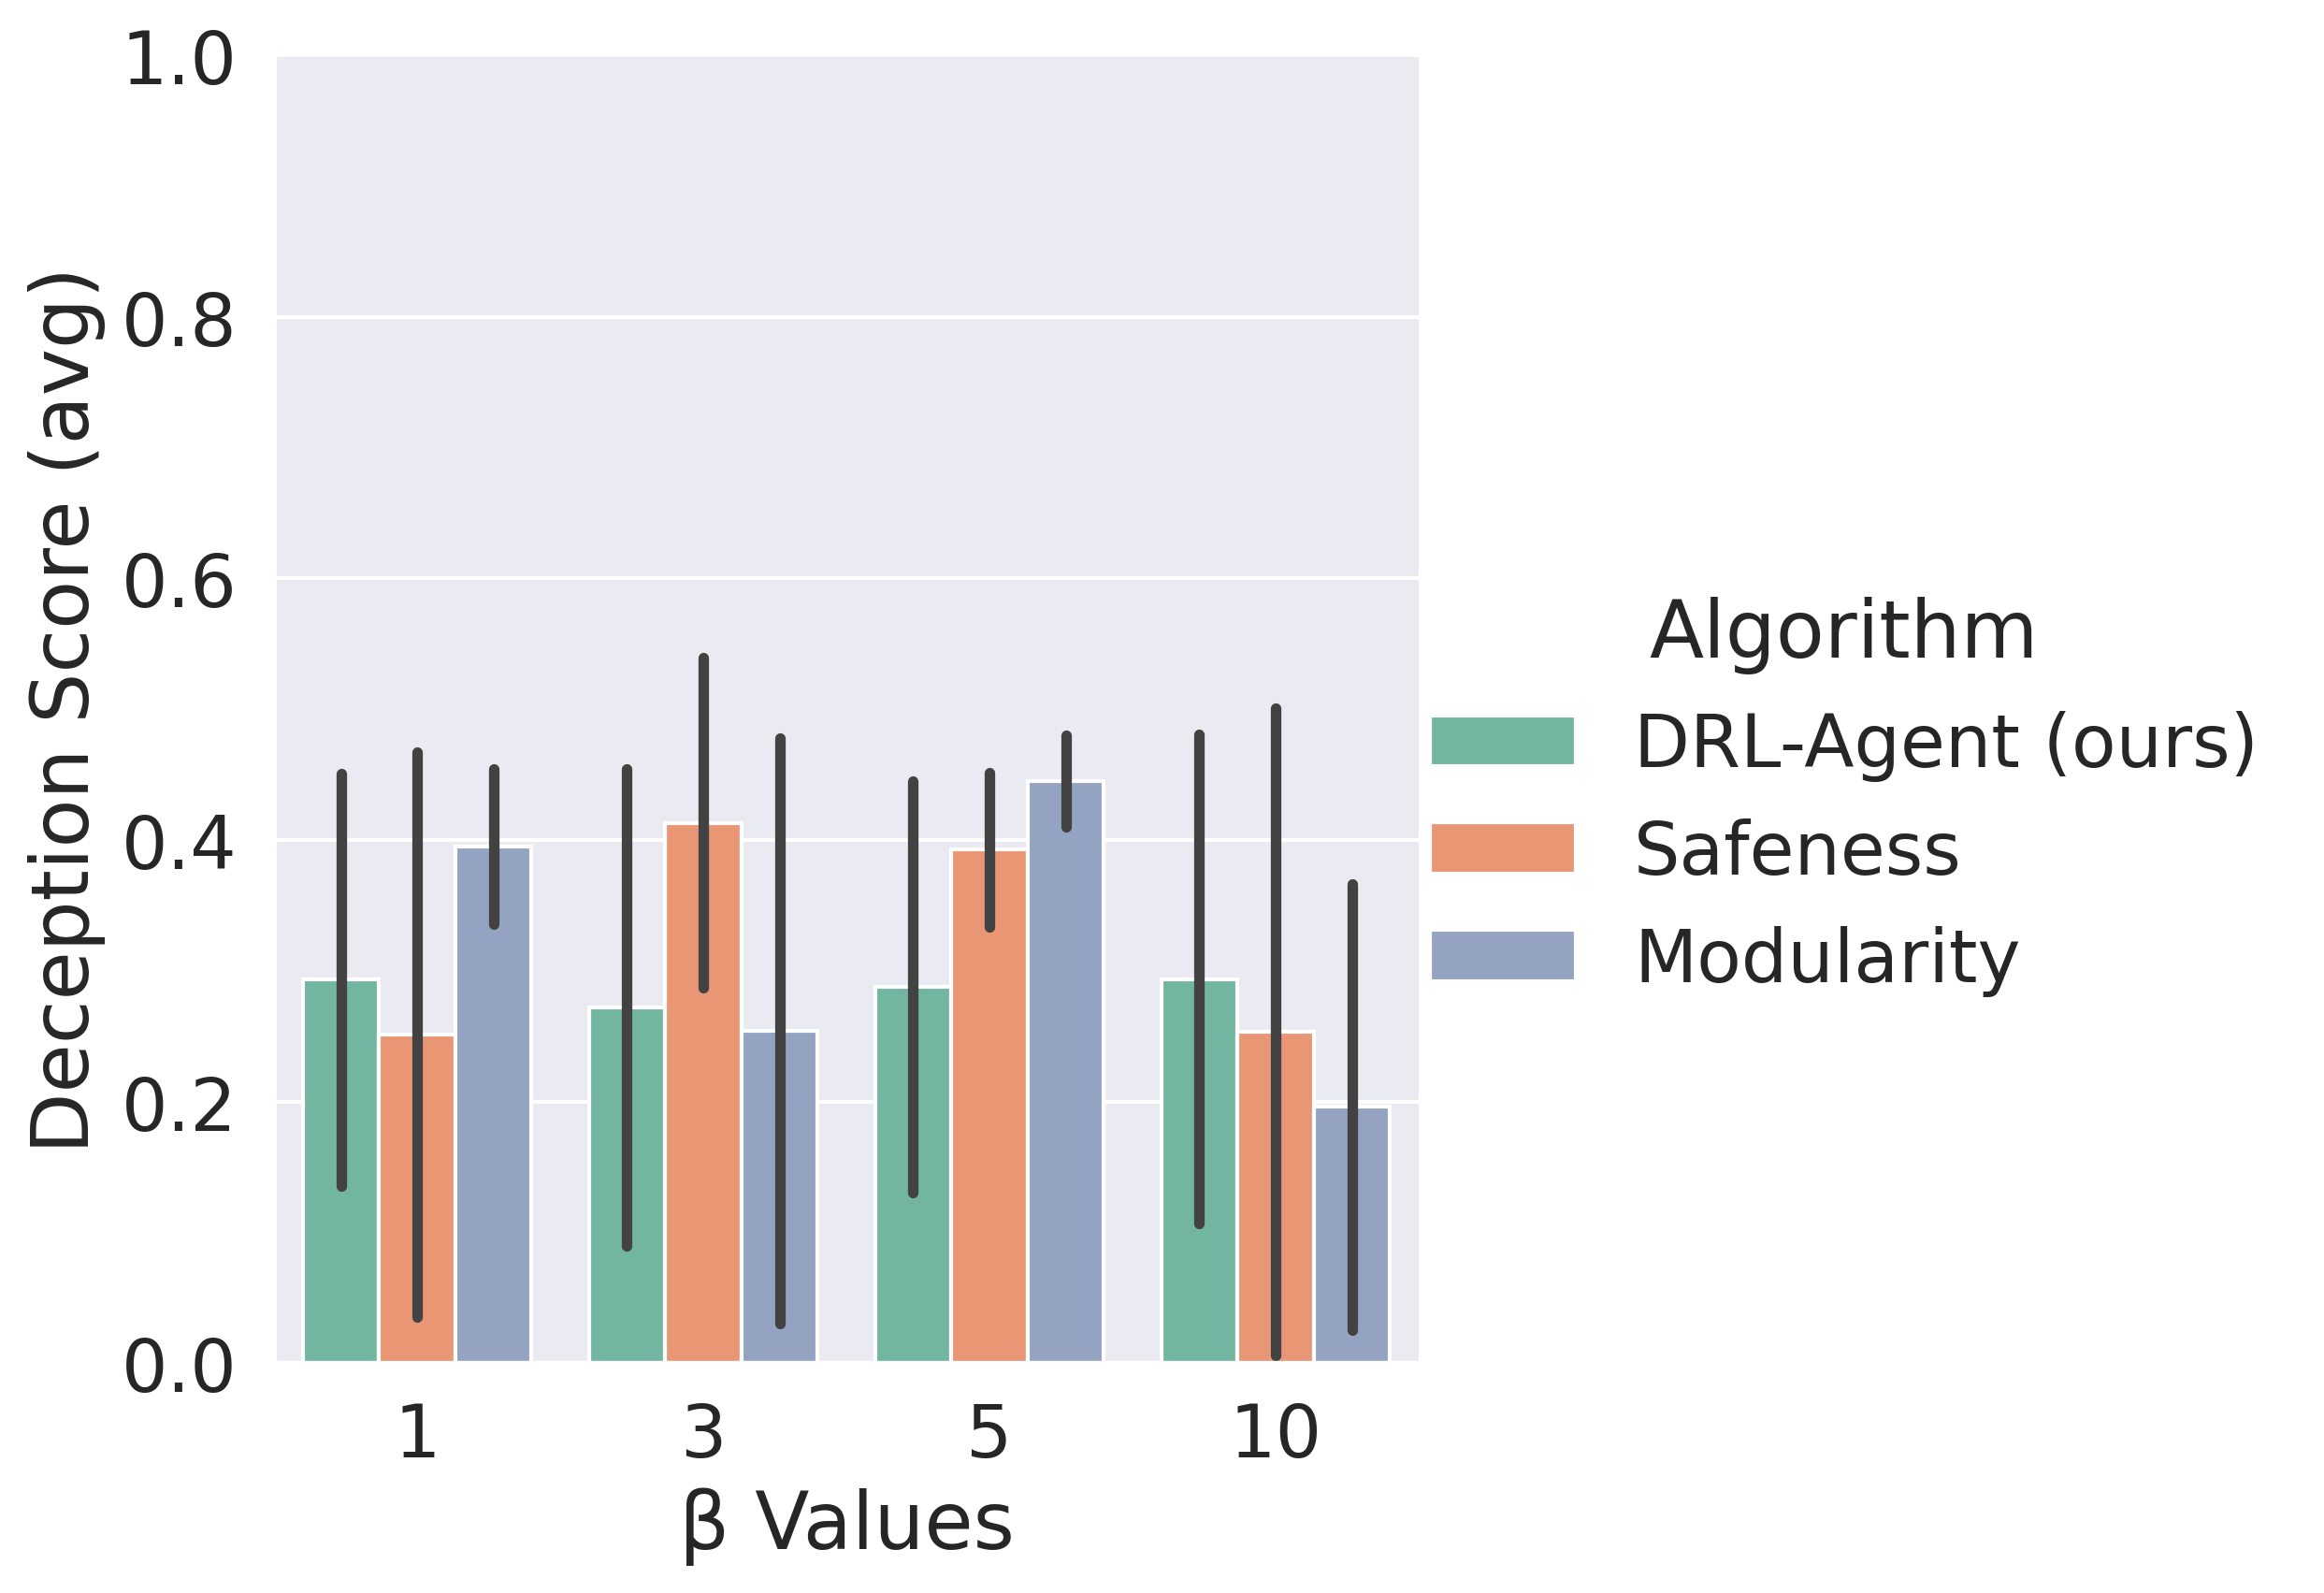 Deception Score (avg)
1.0
0.8
0.6
0.4
0.2
0.0
1 3 5 10
β Values
Algorithm
DRL-Agent (ours)
Safeness
Modularity